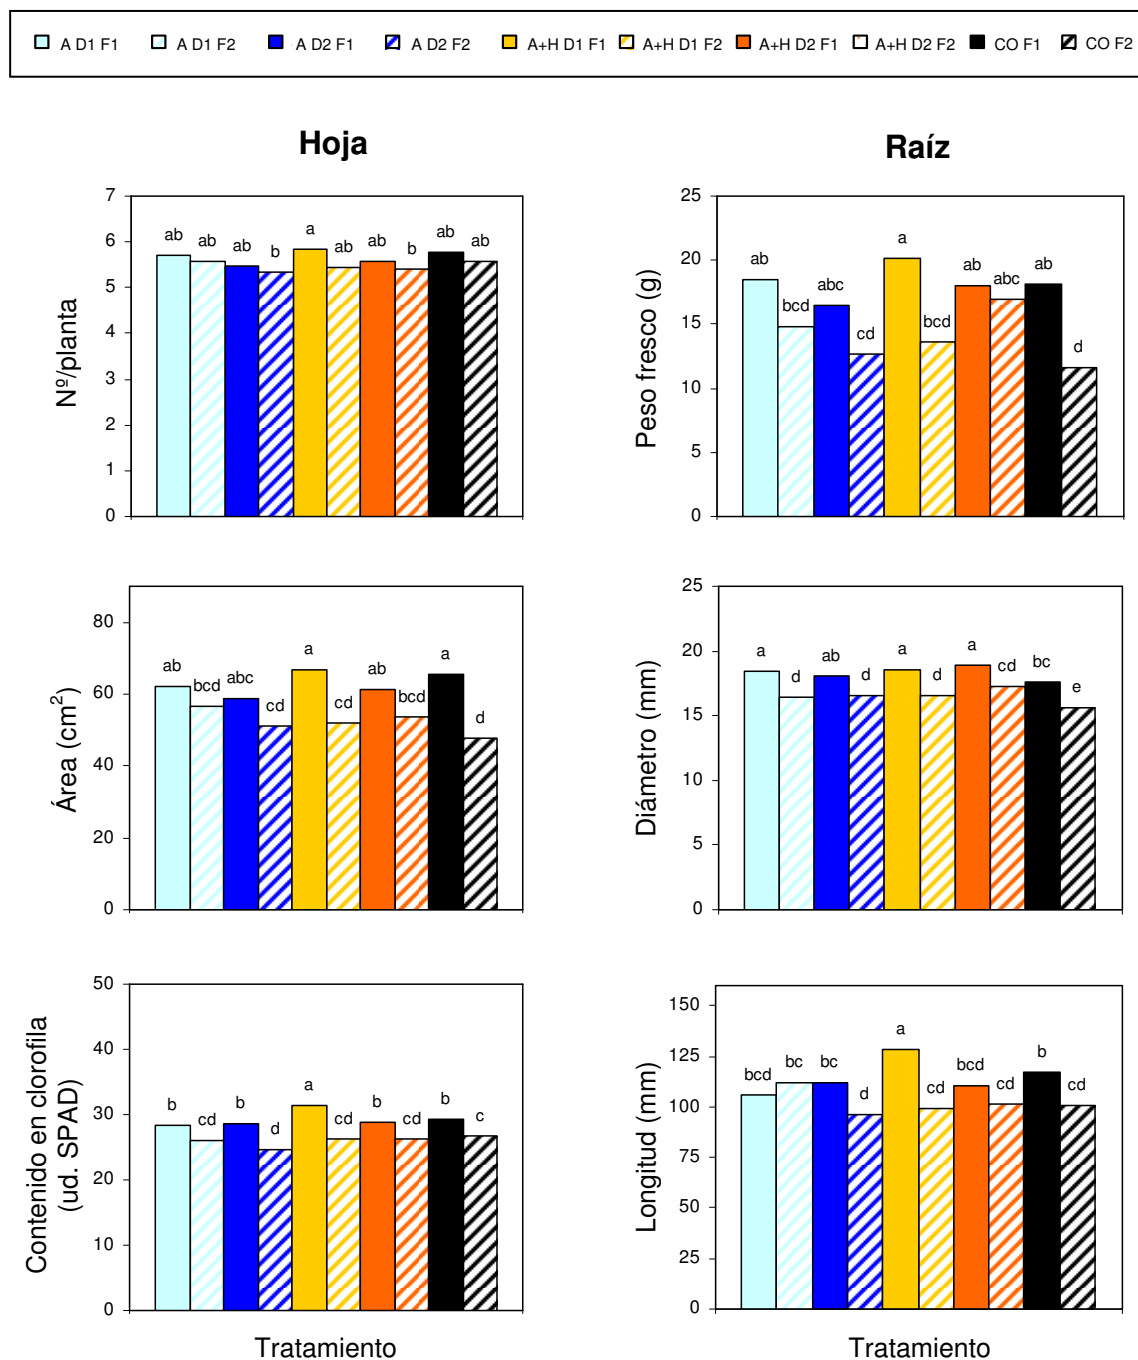 A D1 F1 A D1 F2 A D2 F1 A D2 F2 A+H D1 F1 A+H D1 F2 A+H D2 F1 A+H D2 F2 CO F1 CO F2
Hoja
Raíz
Nº/planta
7
6
5
4
3
2
1
0
ab ab ab b a ab ab b ab ab
Peso fresco (g)
25
20
15
10
5
0
ab bcd abc cd a bcd ab abc ab d
Área (cm²)
80
60
40
20
0
ab bcd abc cd a cd ab bcd a d
Diámetro (mm)
25
20
15
10
5
0
a d ab d a d a cd bc e
Contenido en clorofila
(ud. SPAD)
50
40
30
20
10
0
b cd b d a cd b cd b c
Tratamiento
Longitud (mm)
150
125
100
75
50
25
0
bcd bc bc d a cd bcd cd b cd
Tratamiento